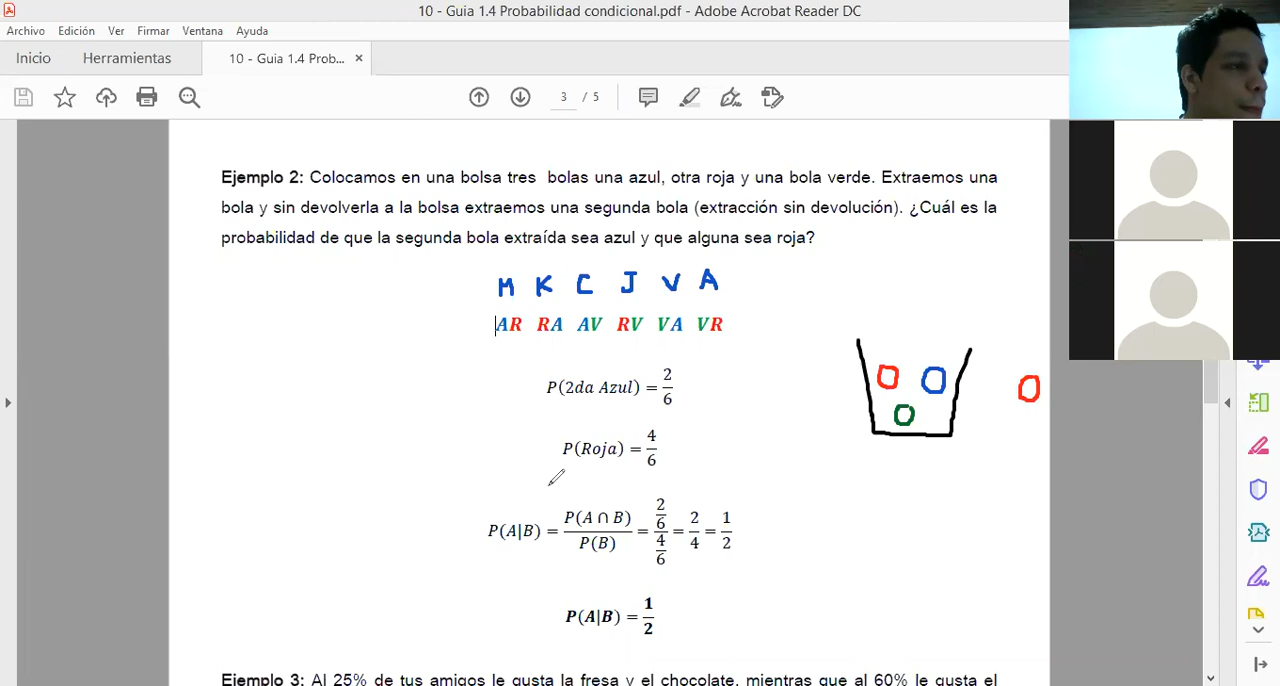 10 - Guia 1.4 Probabilidad condicional.pdf - Adobe Acrobat Reader DC
Archivo Edición Ver Firmar Ventana Ayuda
Inicio Herramientas 10 - Guia 1.4 Prob... ×
3 / 5
Ejemplo 2: Colocamos en una bolsa tres bolas una azul, otra roja y una bola verde. Extraemos una
bola y sin devolverla a la bolsa extraemos una segunda bola (extracción sin devolución). ¿Cuál es la
probabilidad de que la segunda bola extraída sea azul y que alguna sea roja?
M K C J V A
AR RA AV RV VA VR
P(2da Azul) = 2/6
P(Roja) = 4/6
P(A|B) = P(A ∩ B)/P(B) = (2/6)/(4/6) = 2/4 = 1/2
P(A|B) = 1/2
Ejemplo 3: Al 25% de tus amigos le gusta la fresa y el chocolate, mientras que al 60% le gusta el